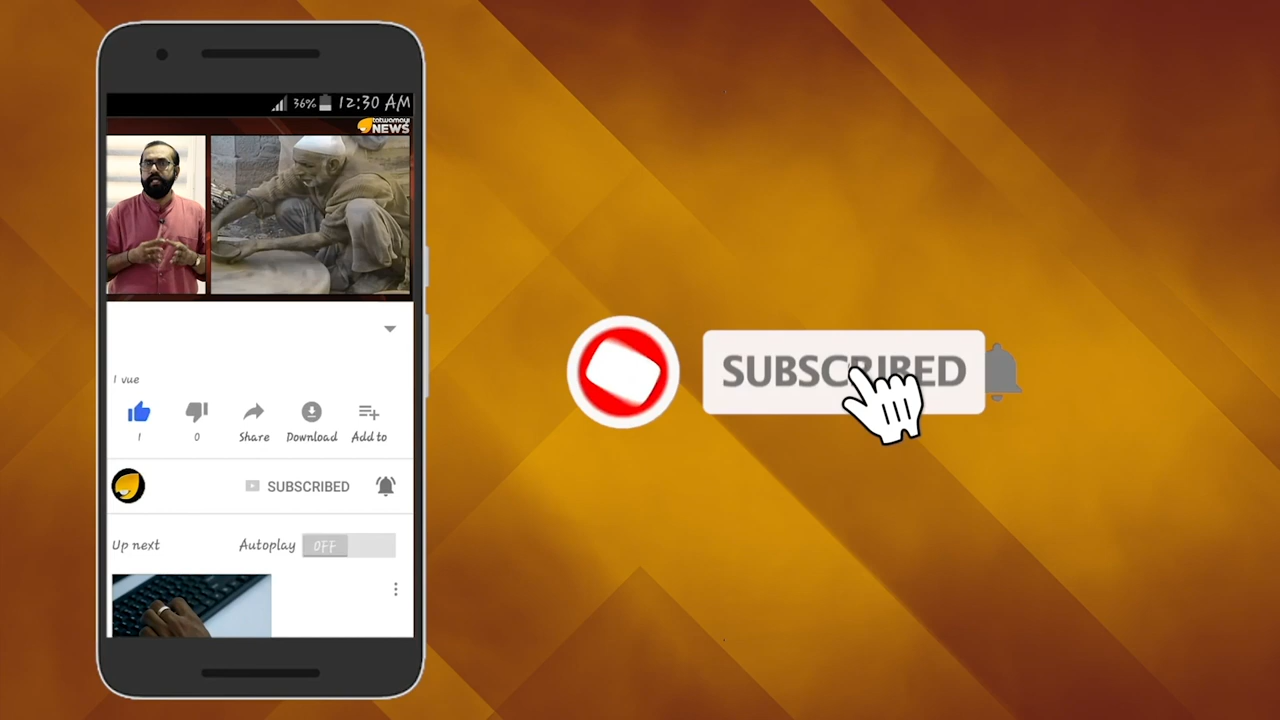 36% 12:30 AM
tatwamayi
NEWS
1 vue
1
0
Share
Download
Add to
SUBSCRIBED
Up next
Autoplay
OFF
SUBSCRIBED